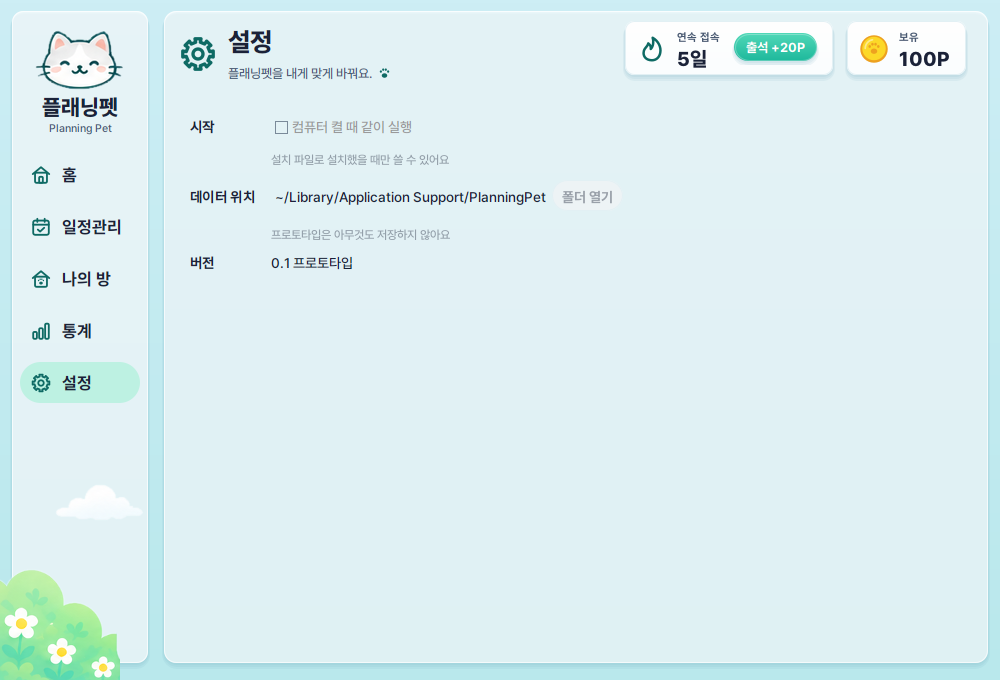 플래닝펫
Planning Pet
홈
일정관리
나의 방
통계
설정
설정
플래닝펫을 내게 맞게 바꿔요.
연속 접속
5일
출석 +20P
보유
100P
시작
컴퓨터 켤 때 같이 실행
설치 파일로 설치했을 때만 쓸 수 있어요
데이터 위치 ~/Library/Application Support/PlanningPet 폴더 열기
프로토타입은 아무것도 저장하지 않아요
버전 0.1 프로토타입